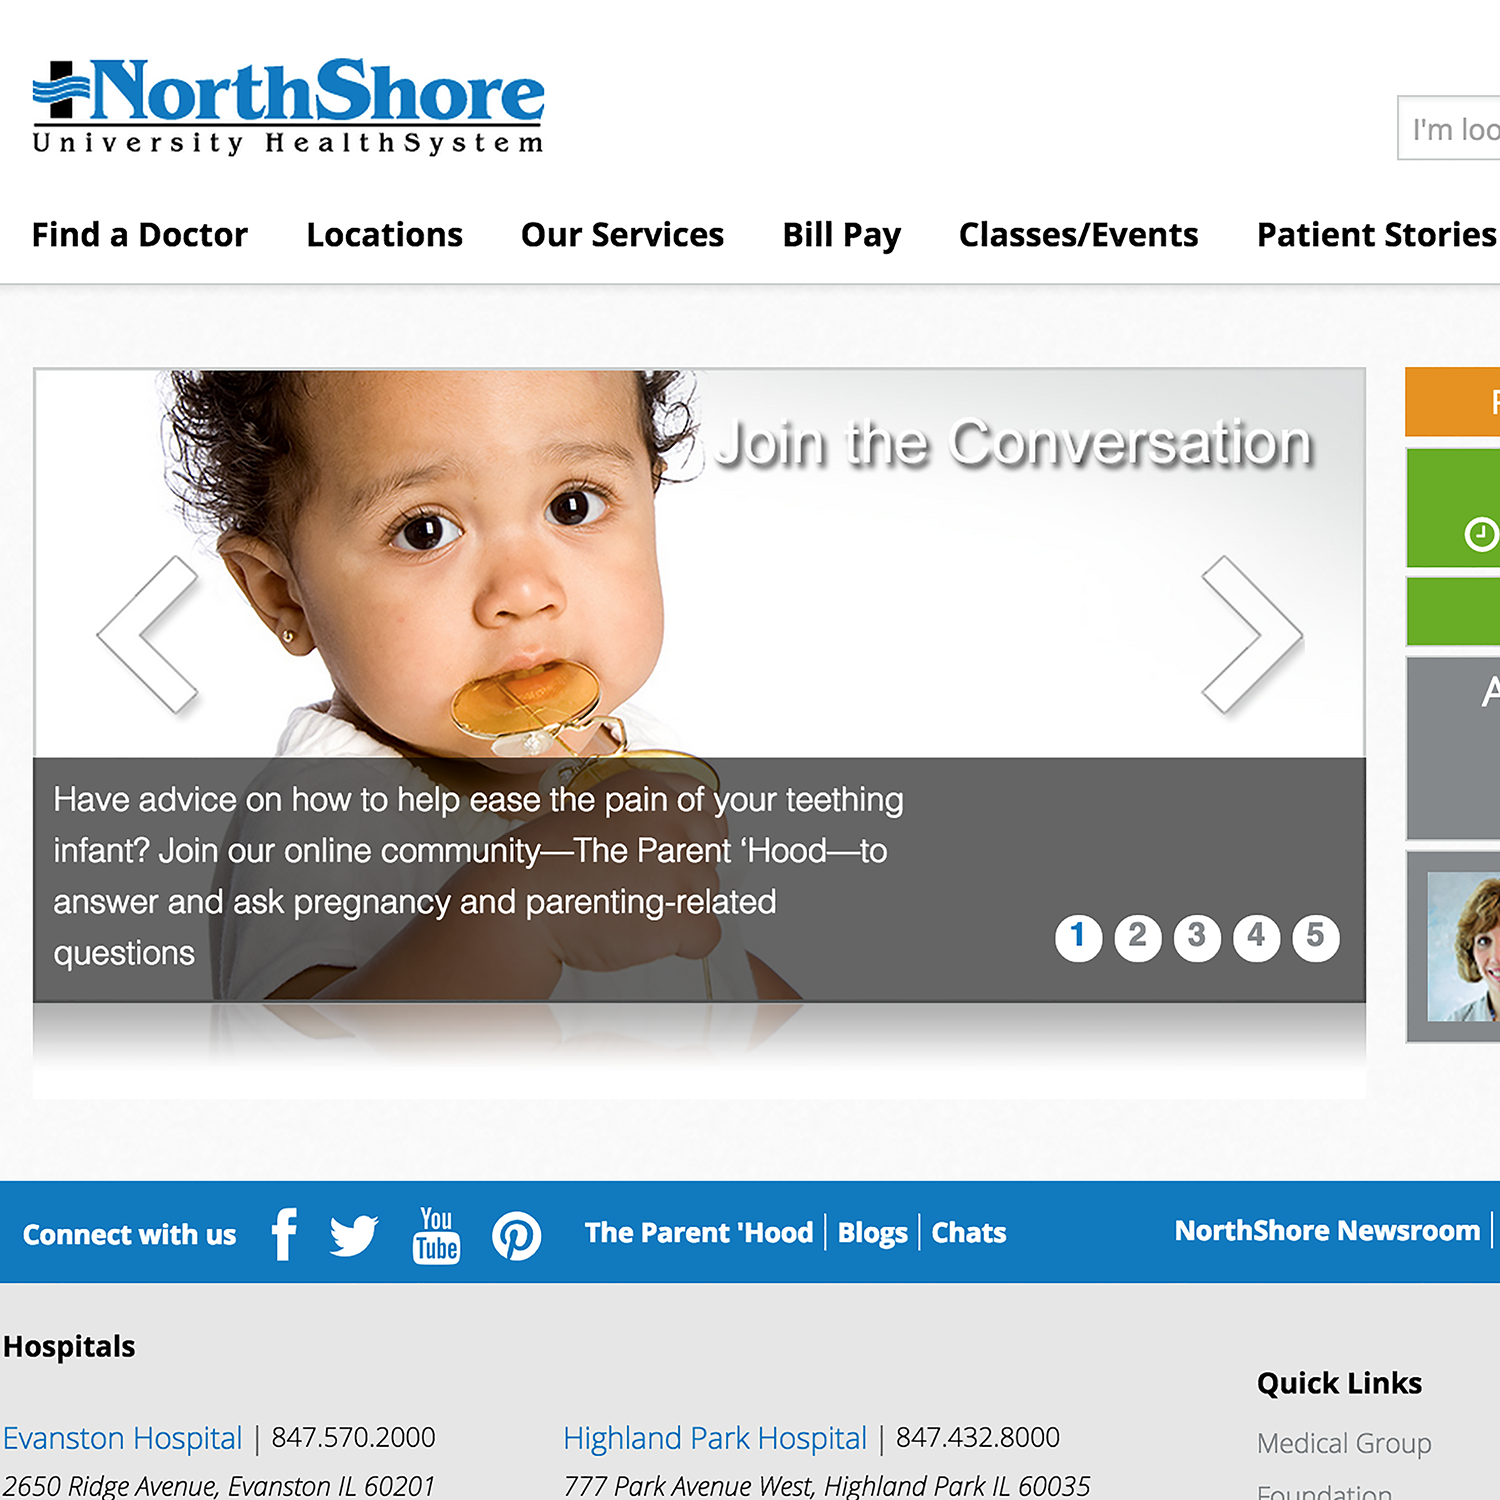 NorthShore
University HealthSystem
I'm loo
Find a Doctor Locations Our Services Bill Pay Classes/Events Patient Stories
Join the Conversation
Have advice on how to help ease the pain of your teething
infant? Join our online community—The Parent ‘Hood—to
answer and ask pregnancy and parenting-related
questions
1 2 3 4 5
Connect with us
You
Tube
The Parent 'Hood | Blogs | Chats
NorthShore Newsroom |
Hospitals
Evanston Hospital | 847.570.2000
2650 Ridge Avenue, Evanston IL 60201
Highland Park Hospital | 847.432.8000
777 Park Avenue West, Highland Park IL 60035
Quick Links
Medical Group
Foundation